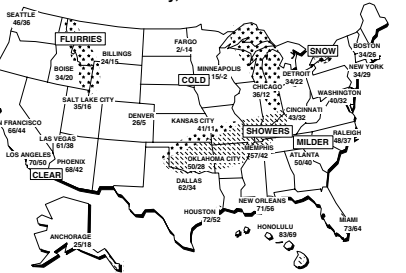 SEATTLE
46/36
FLURRIES
BILLINGS
24/15
BOISE
34/20
FARGO
2/-14
MINNEAPOLIS
15/-2
COLD
SNOW
BOSTON
34/26
NEW YORK
34/29
DETROIT
34/22
CHICAGO
36/12
WASHINGTON
40/32
SALT LAKE CITY
35/16
DENVER
26/5
KANSAS CITY
41/11
CINCINNATI
43/32
N FRANCISCO
66/44
LAS VEGAS
61/38
LOS ANGELES
70/50
PHOENIX
68/42
CLEAR
SHOWERS
MILDER
RALEIGH
48/37
MEMPHIS
57/42
ATLANTA
50/40
OKLAHOMA CITY
50/28
DALLAS
62/34
HOUSTON
72/52
NEW ORLEANS
71/56
MIAMI
73/64
HONOLULU
83/69
ANCHORAGE
25/18